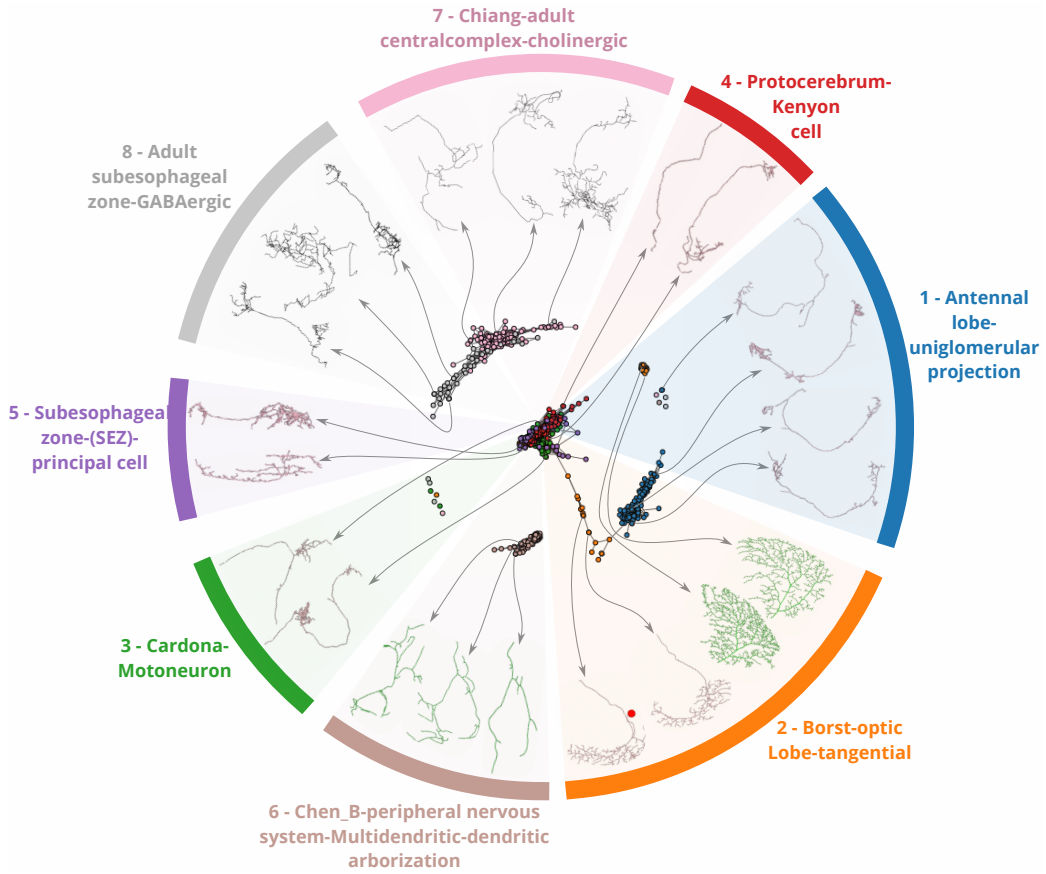 7 - Chiang-adult
centralcomplex-cholinergic
4 - Protocerebrum-
Kenyon
cell
8 - Adult
subesophageal
zone-GABAergic
1 - Antennal
lobe-
uniglomerular
projection
5 - Subesophageal
zone-(SEZ)-
principal cell
3 - Cardona-
Motoneuron
2 - Borst-optic
Lobe-tangential
6 - Chen_B-peripheral nervous
system-Multidendritic-dendritic
arborization